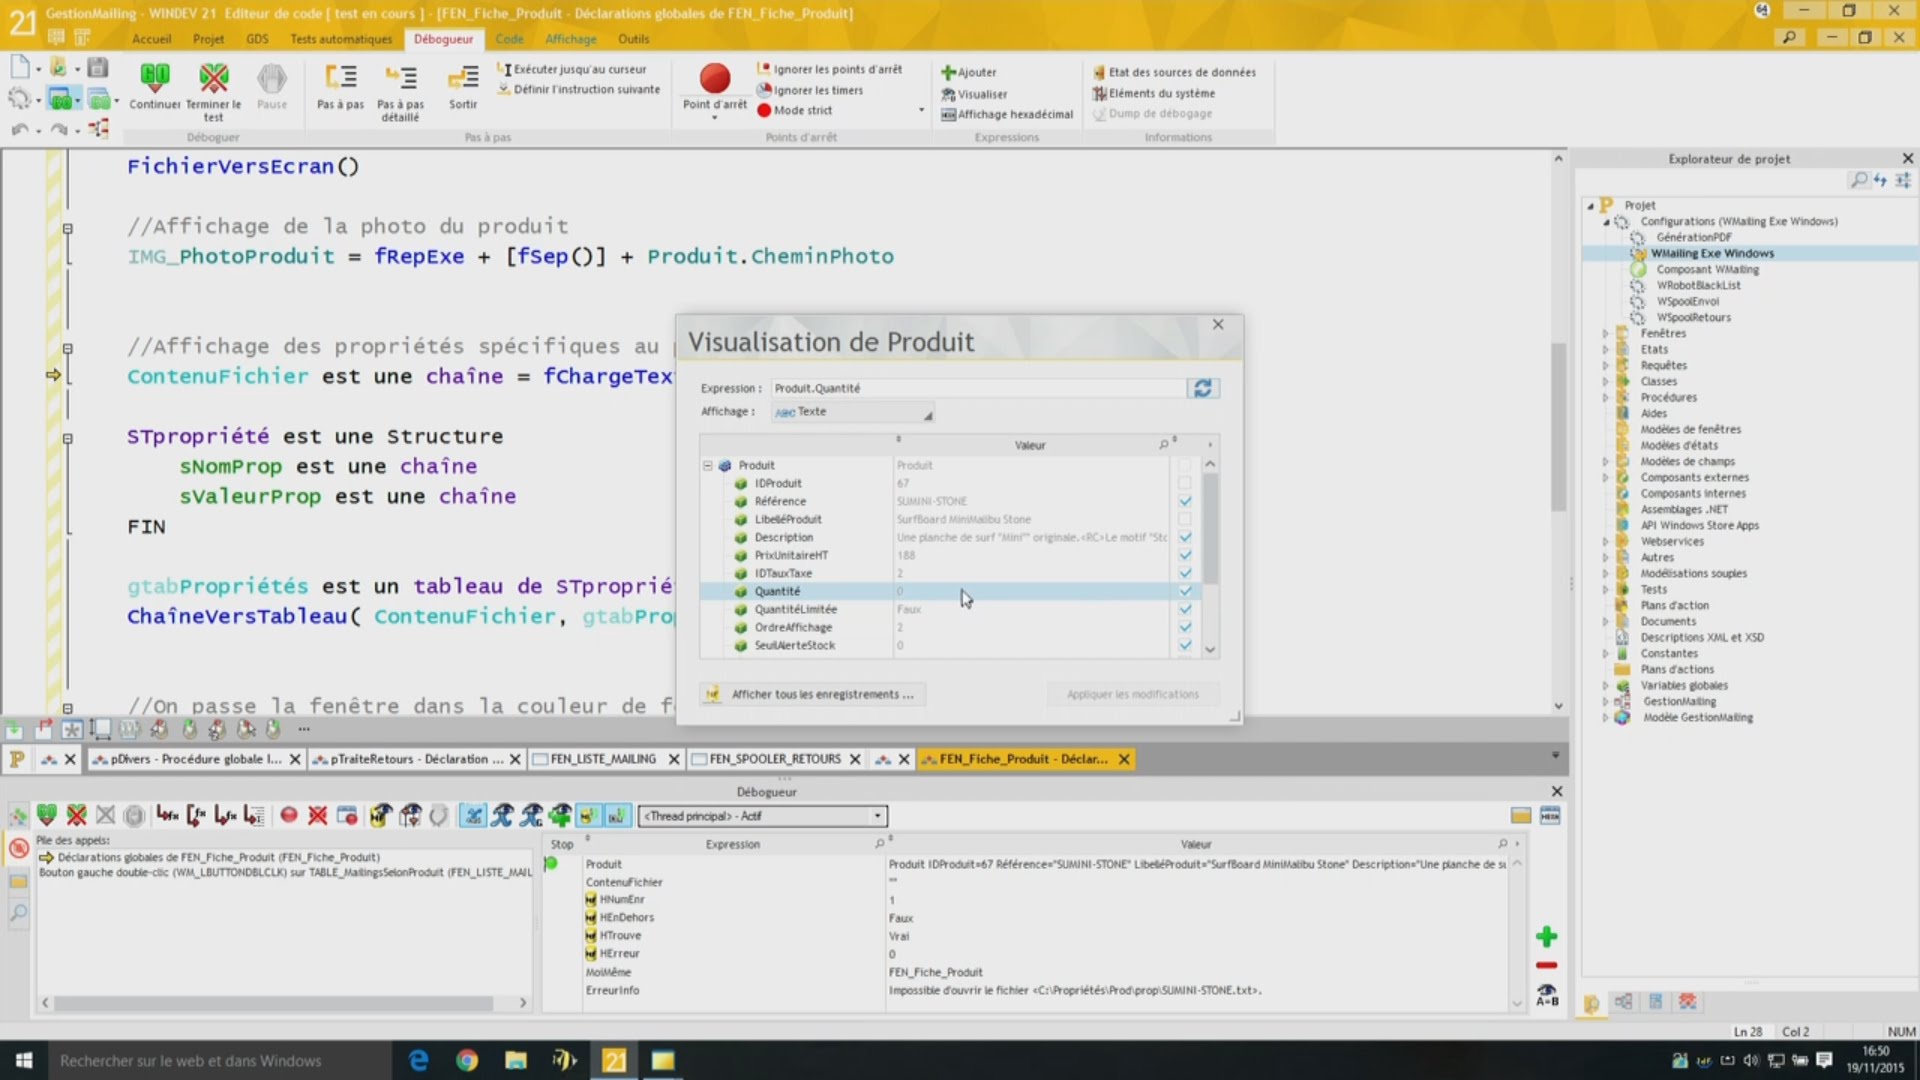 21 GestionMailing - WINDEV 21 Editeur de code [ test en cours ] - [FEN_Fiche_Produit - Déclarations globales de FEN_Fiche_Produit] 64
Accueil Projet GDS Tests automatiques Débogueur Code Affichage Outils
GO Continuer Terminer le test Pause
Déboguer
Pas à pas Pas à pas détaillé Sortir
Exécuter jusqu'au curseur
Définir l'instruction suivante
Pas à pas
Point d'arrêt
Ignorer les points d'arrêt
Ignorer les timers
Mode strict
Points d'arrêt
Ajouter
Visualiser
Affichage hexadécimal
Expressions
Etat des sources de données
Eléments du système
Dump de débogage
Informations
FichierVersEcran()
//Affichage de la photo du produit
IMG_PhotoProduit = fRepExe + [fSep()] + Produit.CheminPhoto
//Affichage des propriétés spécifiques au
ContenuFichier est une chaîne = fChargeTex
STpropriété est une Structure
sNomProp est une chaîne
sValeurProp est une chaîne
FIN
gtabPropriétés est un tableau de STproprié
ChaîneVersTableau( ContenuFichier, gtabPro
//On passe la fenêtre dans la couleur de f
Visualisation de Produit
Expression : Produit.Quantité
Affichage : ABC Texte
Valeur
Produit Produit
IDProduit 67
Référence SUMINI-STONE
LibelléProduit SurfBoard MiniMalibu Stone
Description Une planche de surf "Mini"" originale.<RC>Le motif "Stc
PrixUnitaireHT 188
IDTauxTaxe 2
Quantité 0
QuantitéLimitée Faux
OrdreAffichage 2
SeuilAlerteStock 0
Afficher tous les enregistrements ... Appliquer les modifications
Explorateur de projet
Projet
Configurations (WMailing Exe Windows)
GénérationPDF
WMailing Exe Windows
Composant WMailing
WRobotBlackList
WSpoolEnvoi
WSpoolRetours
Fenêtres
Etats
Requêtes
Classes
Procédures
Aides
Modèles de fenêtres
Modèles d'états
Modèles de champs
Composants externes
Composants internes
Assemblages .NET
API Windows Store Apps
Webservices
Autres
Modélisations souples
Tests
Plans d'action
Documents
Descriptions XML et XSD
Constantes
Plans d'actions
Variables globales
GestionMailing
Modèle GestionMailing
pDivers - Procédure globale I... pTraiteRetours - Déclaration ... FEN_LISTE_MAILING FEN_SPOOLER_RETOURS FEN_Fiche_Produit - Déclar...
Débogueur
<Thread principal> - Actif
Pile des appels:
Déclarations globales de FEN_Fiche_Produit (FEN_Fiche_Produit)
Bouton gauche double-clic (WM_LBUTTONDBLCLK) sur TABLE_MailingsSelonProduit (FEN_LISTE_MAIL
Stop Expression Valeur
Produit Produit IDProduit=67 Référence="SUMINI-STONE" LibelléProduit="SurfBoard MiniMalibu Stone" Description="Une planche de su
ContenuFichier ""
HNumEnr 1
HEnDehors Faux
HTrouve Vrai
HErreur 0
MoiMême FEN_Fiche_Produit
ErreurInfo Impossible d'ouvrir le fichier <C:\Propriétés\Prod\prop\SUMINI-STONE.txt>.
A=B
Ln 28 Col 2 NUM
Rechercher sur le web et dans Windows
21
16:50
19/11/2015